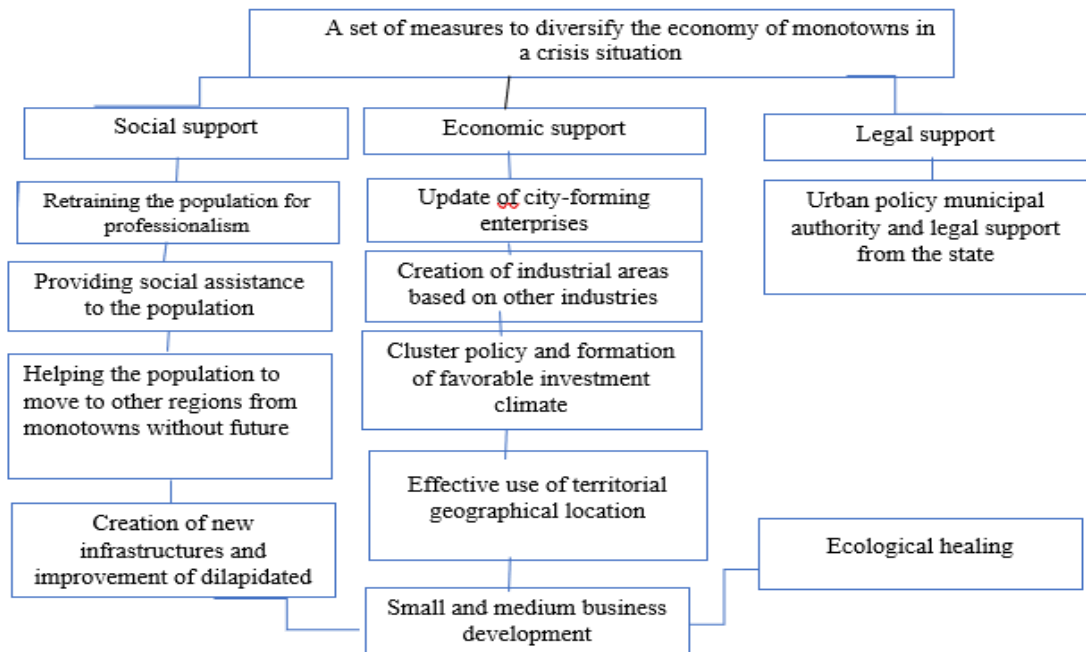 A set of measures to diversify the economy of monotowns in
a crisis situation
Social support
Economic support
Legal support
Retraining the population for
professionalism
Update of city-forming
enterprises
Urban policy municipal
authority and legal support
from the state
Providing social assistance
to the population
Creation of industrial areas
based on other industries
Helping the population to
move to other regions from
monotowns without future
Cluster policy and formation
of favorable investment
climate
Effective use of territorial
geographical location
Creation of new
infrastructures and
improvement of dilapidated
Ecological healing
Small and medium business
development